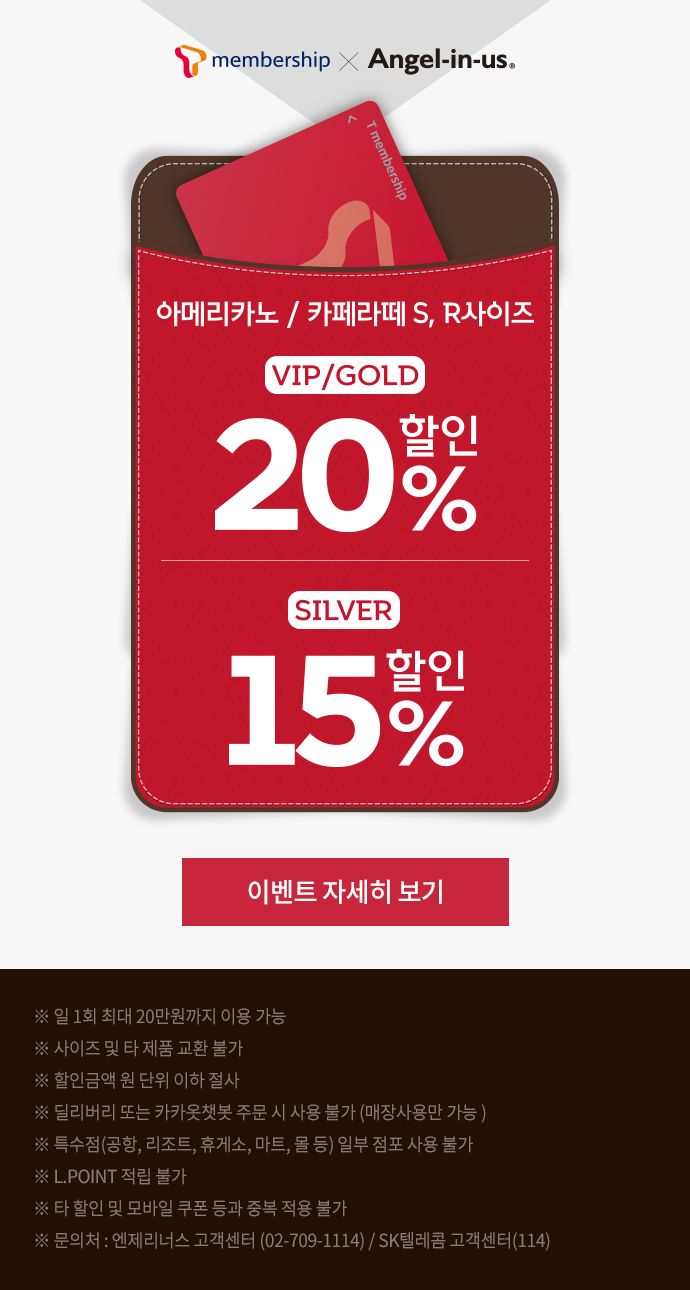 T membership × Angel-in-us®
T membership
아메리카노 / 카페라떼 S, R사이즈
VIP/GOLD
20% 할인
SILVER
15% 할인
이벤트 자세히 보기
※ 일 1회 최대 20만원까지 이용 가능
※ 사이즈 및 타 제품 교환 불가
※ 할인금액 원 단위 이하 절사
※ 딜리버리 또는 카카옷챗봇 주문 시 사용 불가 (매장사용만 가능 )
※ 특수점(공항, 리조트, 휴게소, 마트, 몰 등) 일부 점포 사용 불가
※ L.POINT 적립 불가
※ 타 할인 및 모바일 쿠폰 등과 중복 적용 불가
※ 문의처 : 엔제리너스 고객센터 (02-709-1114) / SK텔레콤 고객센터(114)